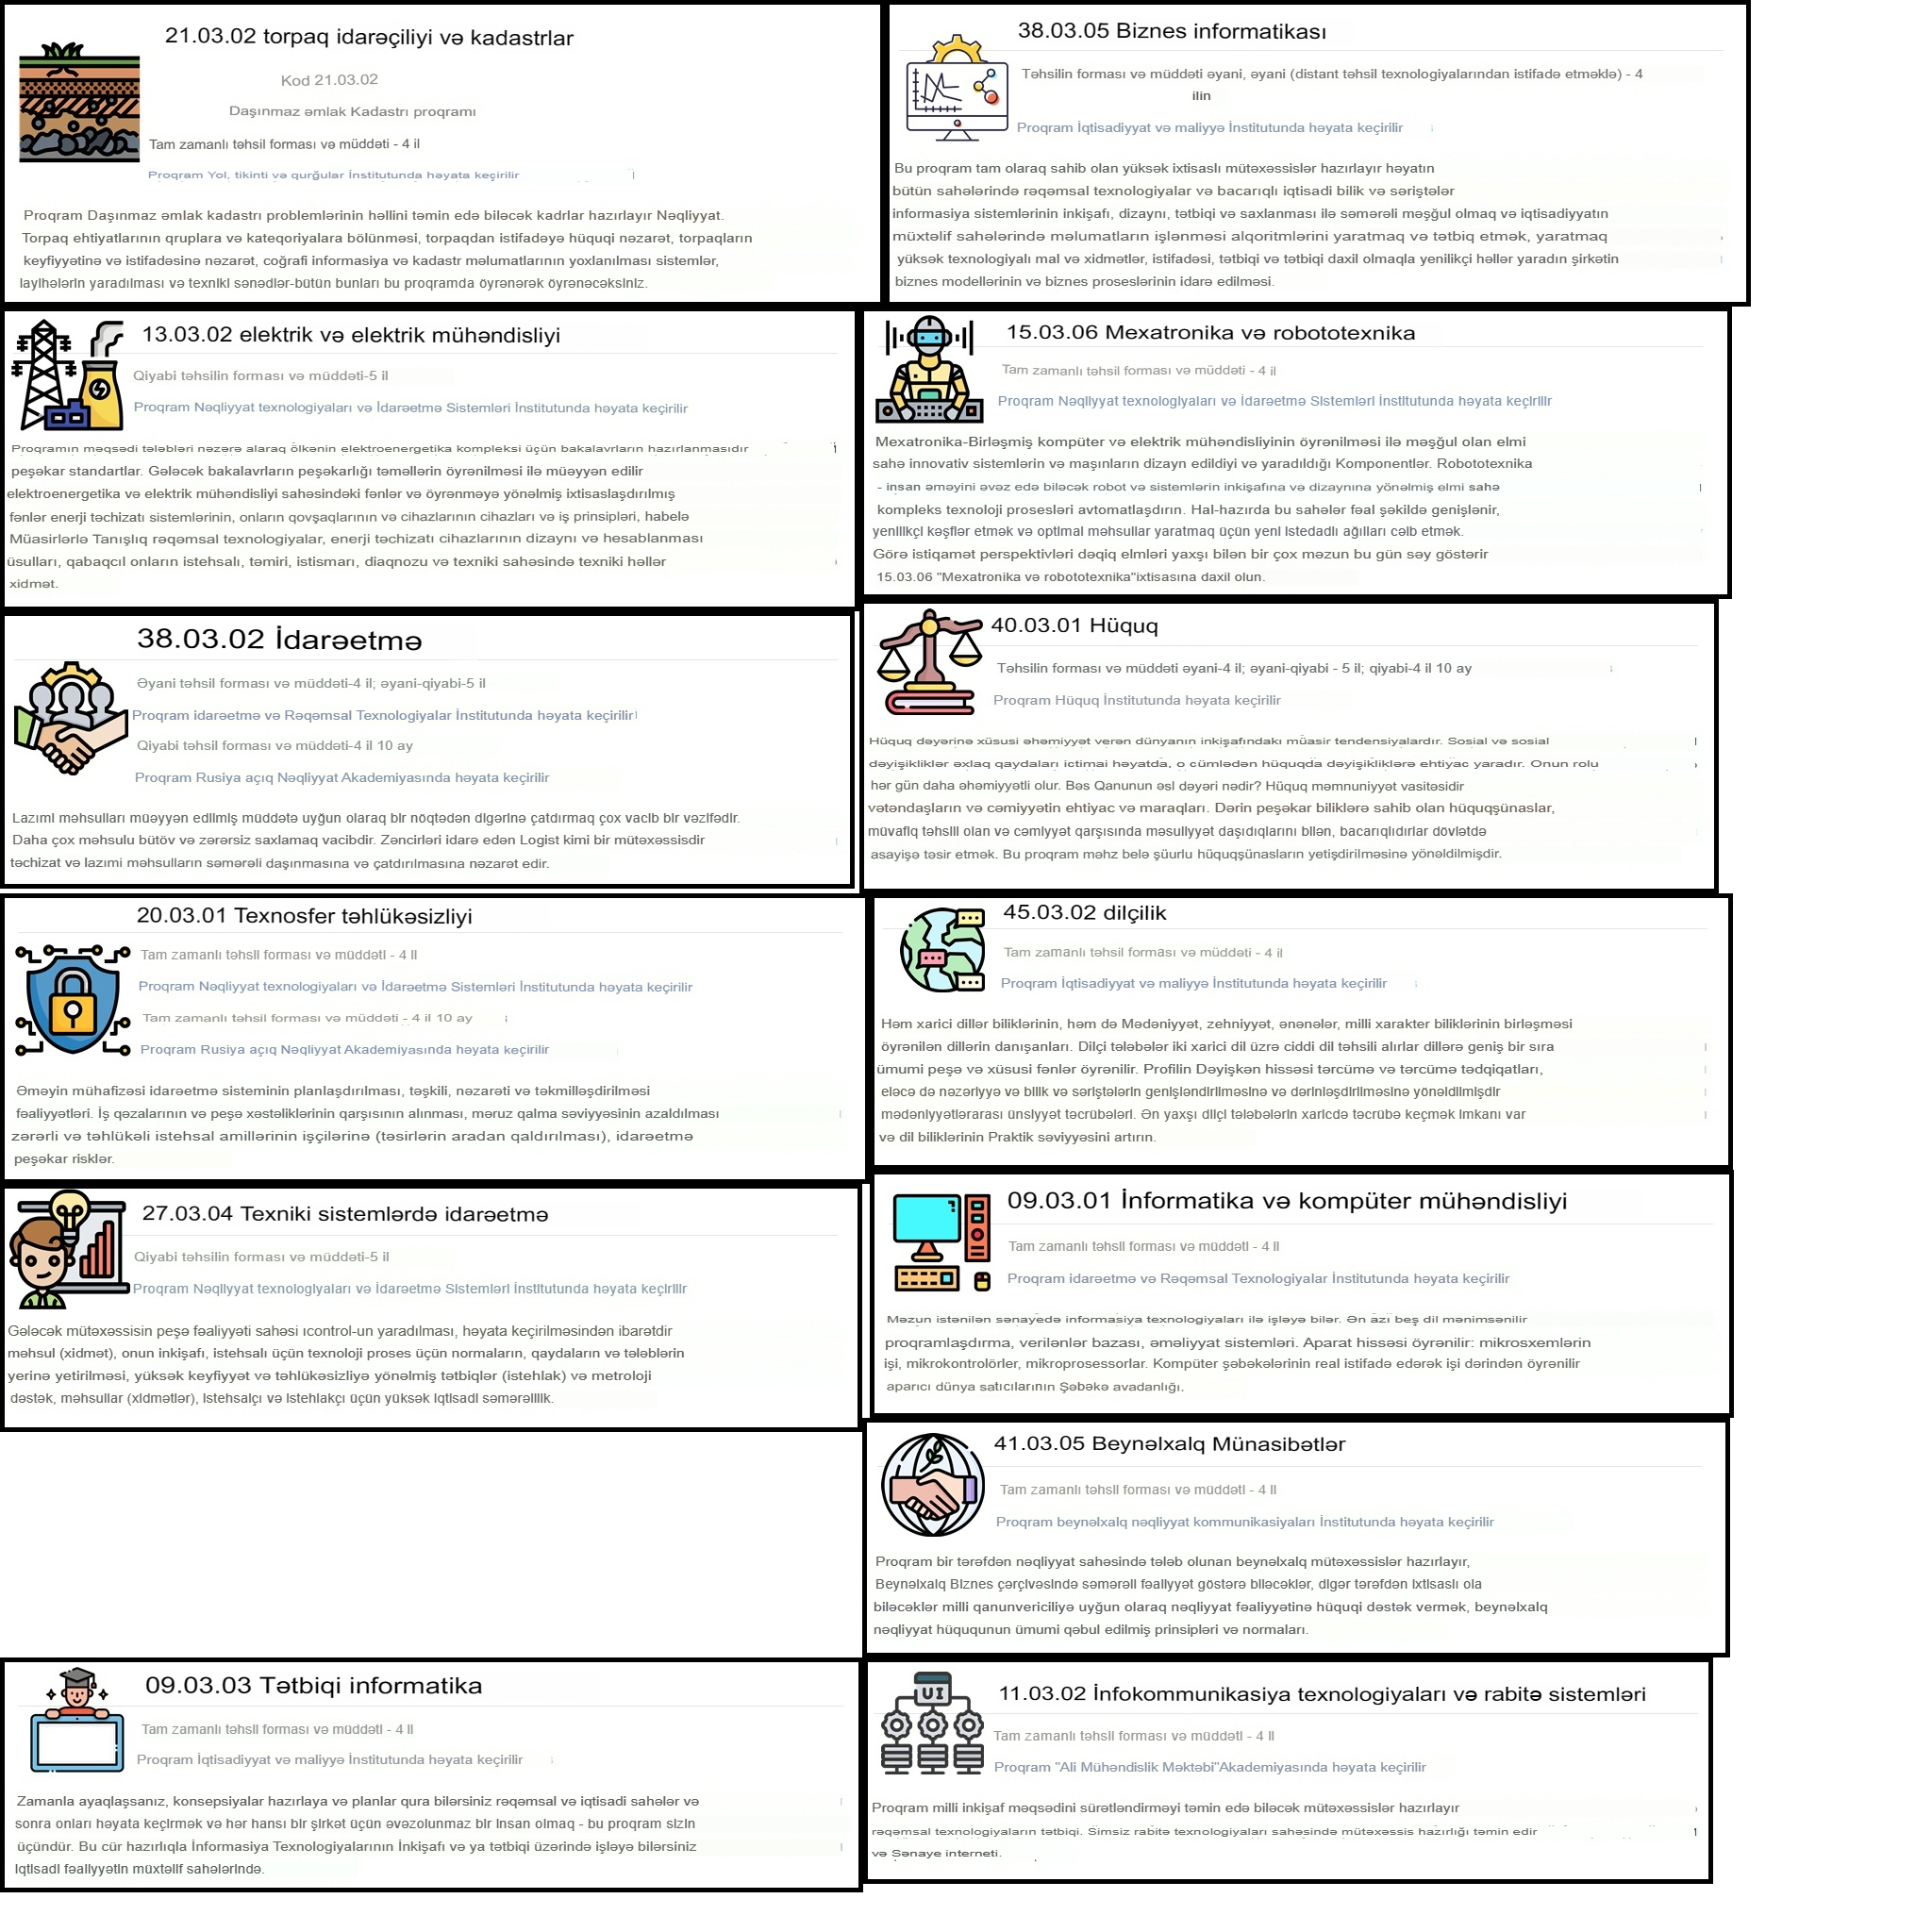 21.03.02 torpaq idarəçiliyi və kadastrlar
Kod 21.03.02
Daşınmaz əmlak Kadastrı proqramı
Tam zamanlı təhsil forması və müddəti - 4 il
Proqram Yol, tikinti və qurğular İnstitutunda həyata keçirilir
Proqram Daşınmaz əmlak kadastrı problemlərinin həllini təmin edə biləcək kadrlar hazırlayır Nəqliyyat.
Torpaq ehtiyatlarının qruplara və kateqoriyalara bölünməsi, torpaqdan istifadəyə hüquqi nəzarət, torpaqların
keyfiyyətinə və istifadəsinə nəzarət, coğrafi informasiya və kadastr məlumatlarının yoxlanılması sistemlər,
layihələrin yaradılması və texniki sənədlər-bütün bunları bu proqramda öyrənərək öyrənəcəksiniz.
38.03.05 Biznes informatikası
Təhsilin forması və müddəti əyani, əyani (distant təhsil texnologiyalarından istifadə etməklə) - 4
ilin
Proqram İqtisadiyyat və maliyyə İnstitutunda həyata keçirilir
Bu proqram tam olaraq sahib olan yüksək ixtisaslı mütəxəssislər hazırlayır həyatın
bütün sahələrində rəqəmsal texnologiyalar və bacarıqlı iqtisadi bilik və səriştələr
informasiya sistemlərinin inkişafı, dizaynı, tətbiqi və saxlanması ilə səmərəli məşğul olmaq və iqtisadiyyatın
müxtəlif sahələrində məlumatların işlənməsi alqoritmlərini yaratmaq və tətbiq etmək, yaratmaq
yüksək texnologiyalı mal və xidmətlər, istifadəsi, tətbiqi və tətbiqi daxil olmaqla yenilikçi həllər yaradın şirkətin
biznes modellərinin və biznes proseslərinin idarə edilməsi.
13.03.02 elektrik və elektrik mühəndisliyi
Qiyabi təhsilin forması və müddəti-5 il
Proqram Nəqliyyat texnologiyaları və İdarəetmə Sistemləri İnstitutunda həyata keçirilir
Proqramın məqsədi tələbləri nəzərə alaraq Ölkənin elektroenergetika kompleksi üçün bakalavrların hazırlanmasıdır
peşəkar standartlar. Gələcək bakalavrların peşəkarlığı təməllərin öyrənilməsi ilə müəyyən edilir
elektroenergetika və elektrik mühəndisliyi sahəsindəki fənlər və öyrənməyə yönəlmiş ixtisaslaşdırılmış
fənlər enerji təchizatı sistemlərinin, onların qovşaqlarının və cihazlarının cihazları və iş prinsipləri, habelə
Müasirlərlə Tanışlıq rəqəmsal texnologiyalar, enerji təchizatı cihazlarının dizaynı və hesablanması
üsulları, qabaqcıl onların istehsalı, təmiri, istismarı, diaqnozu və texniki sahəsində texniki həllər
xidmət.
15.03.06 Mexatronika və robototexnika
Tam zamanlı təhsil forması və müddəti - 4 il
Proqram Nəqliyyat texnologiyaları və İdarəetmə Sistemləri İnstitutunda həyata keçirilir
Mexatronika-Birləşmiş kompüter və elektrik mühəndisliyinin öyrənilməsi ilə məşğul olan elmi
sahə innovativ sistemlərin və maşınların dizayn edildiyi və yaradıldığı Komponentlər. Robototexnika
- insan əməyini əvəz edə biləcək robot və sistemlərin inkişafına və dizaynına yönəlmiş elmi sahə
kompleks texnoloji prosesləri avtomatlaşdırın. Hal-hazırda bu sahələr fəal şəkildə genişlənir,
yenilikçi kəşflər etmək və optimal məhsullar yaratmaq üçün yeni istedadlı ağılları cəlb etmək.
Görə istiqamət perspektivləri dəqiq elmləri yaxşı bilən bir çox məzun bu gün səy göstərir
15.03.06 "Mexatronika və robototexnika"ixtisasına daxil olun.
38.03.02 İdarəetmə
Əyani təhsil forması və müddəti-4 il; əyani-qiyabi-5 il
Proqram idarəetmə və Rəqəmsal Texnologiyalar İnstitutunda həyata keçirilir
Qiyabi təhsil forması və müddəti-4 il 10 ay
Proqram Rusiya açıq Nəqliyyat Akademiyasında həyata keçirilir
Lazımi məhsulları müəyyən edilmiş müddətə uyğun olaraq bir nöqtədən digərinə çatdırmaq çox vacib bir vəzifədir.
Daha çox məhsulu bütöv və zərərsiz saxlamaq vacibdir. Zəncirləri idarə edən Logist kimi bir mütəxəssisdir
təchizat və lazımi məhsulların səmərəli daşınmasına və çatdırılmasına nəzarət edir.
40.03.01 Hüquq
Təhsilin forması və müddəti əyani-4 il; əyani-qiyabi - 5 il; qiyabi-4 il 10 ay
Proqram Hüquq İnstitutunda həyata keçirilir
Hüquq dəyərinə xüsusi əhəmiyyət verən dünyanın inkişafındakı müasir tendensiyalardır. Sosial və sosial
dəyişikliklər əxlaq qaydaları ictimai həyatda, o cümlədən hüquqda dəyişikliklərə ehtiyac yaradır. Onun rolu
hər gün daha əhəmiyyətli olur. Bəs Qanunun əsl dəyəri nədir? Hüquq məmnuniyyət vasitəsidir
vətəndaşların və cəmiyyətin ehtiyac və maraqları. Dərin peşəkar biliklərə sahib olan hüquqşünaslar,
müvafiq təhsili olan və cəmiyyət qarşısında məsuliyyət daşıdıqlarını bilən, bacarıqlıdırlar dövlətdə
asayişə təsir etmək. Bu proqram məhz belə şüurlu hüquqşünasların yetişdirilməsinə yönəldilmişdir.
20.03.01 Texnosfer təhlükəsizliyi
Tam zamanlı təhsil forması və müddəti - 4 il
Proqram Nəqliyyat texnologiyaları və İdarəetmə Sistemləri İnstitutunda həyata keçirilir
Tam zamanlı təhsil forması və müddəti - 4 il 10 ay
Proqram Rusiya açıq Nəqliyyat Akademiyasında həyata keçirilir
Əməyin mühafizəsi idarəetmə sisteminin planlaşdırılması, təşkili, nəzarəti və təkmilləşdirilməsi
fəaliyyətləri. İş qəzalarının və peşə xəstəliklərinin qarşısının alınması, məruz qalma səviyyəsinin azaldılması
zərərli və təhlükəli istehsal amillərinin işçilərinə (təsirlərin aradan qaldırılması), idarəetmə
peşəkar risklər.
45.03.02 dilçilik
Tam zamanlı təhsil forması və müddəti - 4 il
Proqram İqtisadiyyat və maliyyə İnstitutunda həyata keçirilir
Həm xarici dillər biliklərinin, həm də Mədəniyyət, zehniyyət, ənənələr, milli xarakter biliklərinin birləşməsi
öyrənilən dillərin danışanları. Dilçi tələbələr iki xarici dil üzrə ciddi dil təhsili alırlar dillərə geniş bir sıra
ümumi peşə və xüsusi fənlər öyrənilir. Profilin Dəyişkən hissəsi tərcümə və tərcümə tədqiqatları,
eləcə də nəzəriyyə və bilik və səriştələrin genişləndirilməsinə və dərinləşdirilməsinə yönəldilmişdir
mədəniyyətlərarası ünsiyyət təcrübələri. Ən yaxşı dilçi tələbələrin xaricdə təcrübə keçmək imkanı var
və dil biliklərinin Praktik səviyyəsini artırın.
27.03.04 Texniki sistemlərdə idarəetmə
Qiyabi təhsilin forması və müddəti-5 il
Proqram Nəqliyyat texnologiyaları və İdarəetmə Sistemləri İnstitutunda həyata keçirilir
Gələcək mütəxəssisin peşə fəaliyyəti sahəsi ıcontrol-un yaradılması, həyata keçirilməsindən ibarətdir
məhsul (xidmət), onun inkişafı, istehsalı üçün texnoloji proses üçün normaların, qaydaların və tələblərin
yerinə yetirilməsi, yüksək keyfiyyət və təhlükəsizliyə yönəlmiş tətbiqlər (istehlak) və metroloji
dəstək, məhsullar (xidmətlər), istehsalçı və istehlakçı üçün yüksək iqtisadi səmərəlilik.
09.03.01 İnformatika və kompüter mühəndisliyi
Tam zamanlı təhsil forması və müddəti - 4 il
Proqram idarəetmə və Rəqəmsal Texnologiyalar İnstitutunda həyata keçirilir
Məzun istənilən sənayedə informasiya texnologiyaları ilə işləyə bilər. Ən azı beş dil mənimsənilir
proqramlaşdırma, verilənlər bazası, əməliyyat sistemləri. Aparat hissəsi öyrənilir: mikrosxemlərin
işi, mikrokontrolörler, mikroprosessorlar. Kompüter şəbəkələrinin real istifadə edərək işi dərindən öyrənilir
aparıcı dünya satıcılarının Şəbəkə avadanlığı.
41.03.05 Beynəlxalq Münasibətlər
Tam zamanlı təhsil forması və müddəti - 4 il
Proqram beynəlxalq nəqliyyat kommunikasiyaları İnstitutunda həyata keçirilir
Proqram bir tərəfdən nəqliyyat sahəsində tələb olunan beynəlxalq mütəxəssislər hazırlayır,
Beynəlxalq Biznes çərçivəsində səmərəli fəaliyyət göstərə biləcəklər, digər tərəfdən ixtisaslı ola
biləcəklər milli qanunvericiliyə uyğun olaraq nəqliyyat fəaliyyətinə hüquqi dəstək vermək, beynəlxalq
nəqliyyat hüququnun ümumi qəbul edilmiş prinsipləri və normaları.
09.03.03 Tətbiqi informatika
Tam zamanlı təhsil forması və müddəti - 4 il
Proqram İqtisadiyyat və maliyyə İnstitutunda həyata keçirilir
Zamanla ayaqlaşsanız, konsepsiyalar hazırlaya və planlar qura bilərsiniz rəqəmsal və iqtisadi sahələr və
sonra onları həyata keçirmək və hər hansı bir şirkət üçün əvəzolunmaz bir insan olmaq - bu proqram sizin
üçündür. Bu cür hazırlıqla İnformasiya Texnologiyalarının İnkişafı və ya tətbiqi üzərində işləyə bilərsiniz
iqtisadi fəaliyyətin müxtəlif sahələrində.
UI
11.03.02 İnfokommunikasiya texnologiyaları və rabitə sistemləri
Tam zamanlı təhsil forması və müddəti - 4 il
Proqram "Ali Mühəndislik Məktəbi"Akademiyasında həyata keçirilir
Proqram milli inkişaf məqsədini sürətləndirməyi təmin edə biləcək mütəxəssislər hazırlayır
rəqəmsal texnologiyaların tətbiqi. Simsiz rabitə texnologiyaları sahəsində mütəxəssis hazırlığı təmin edir
və Sənaye interneti.